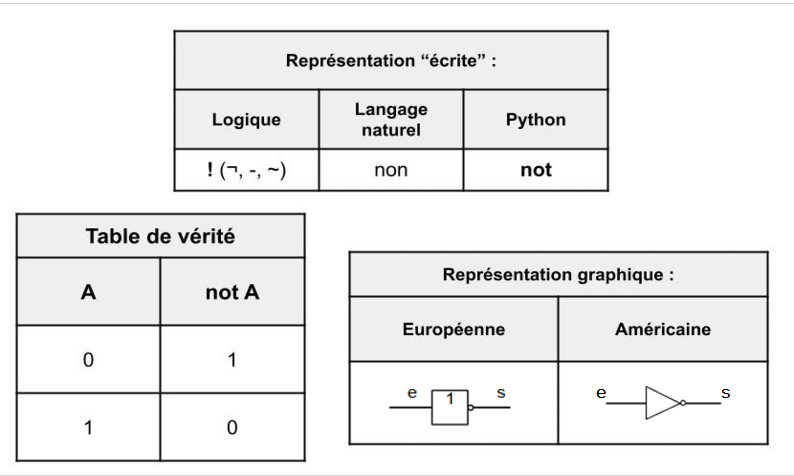 Représentation “écrite” :
Logique Langage naturel Python
! (¬, -, ~) non not
Table de vérité
A not A
0 1
1 0
Représentation graphique :
Européenne Américaine
e 1 s e s